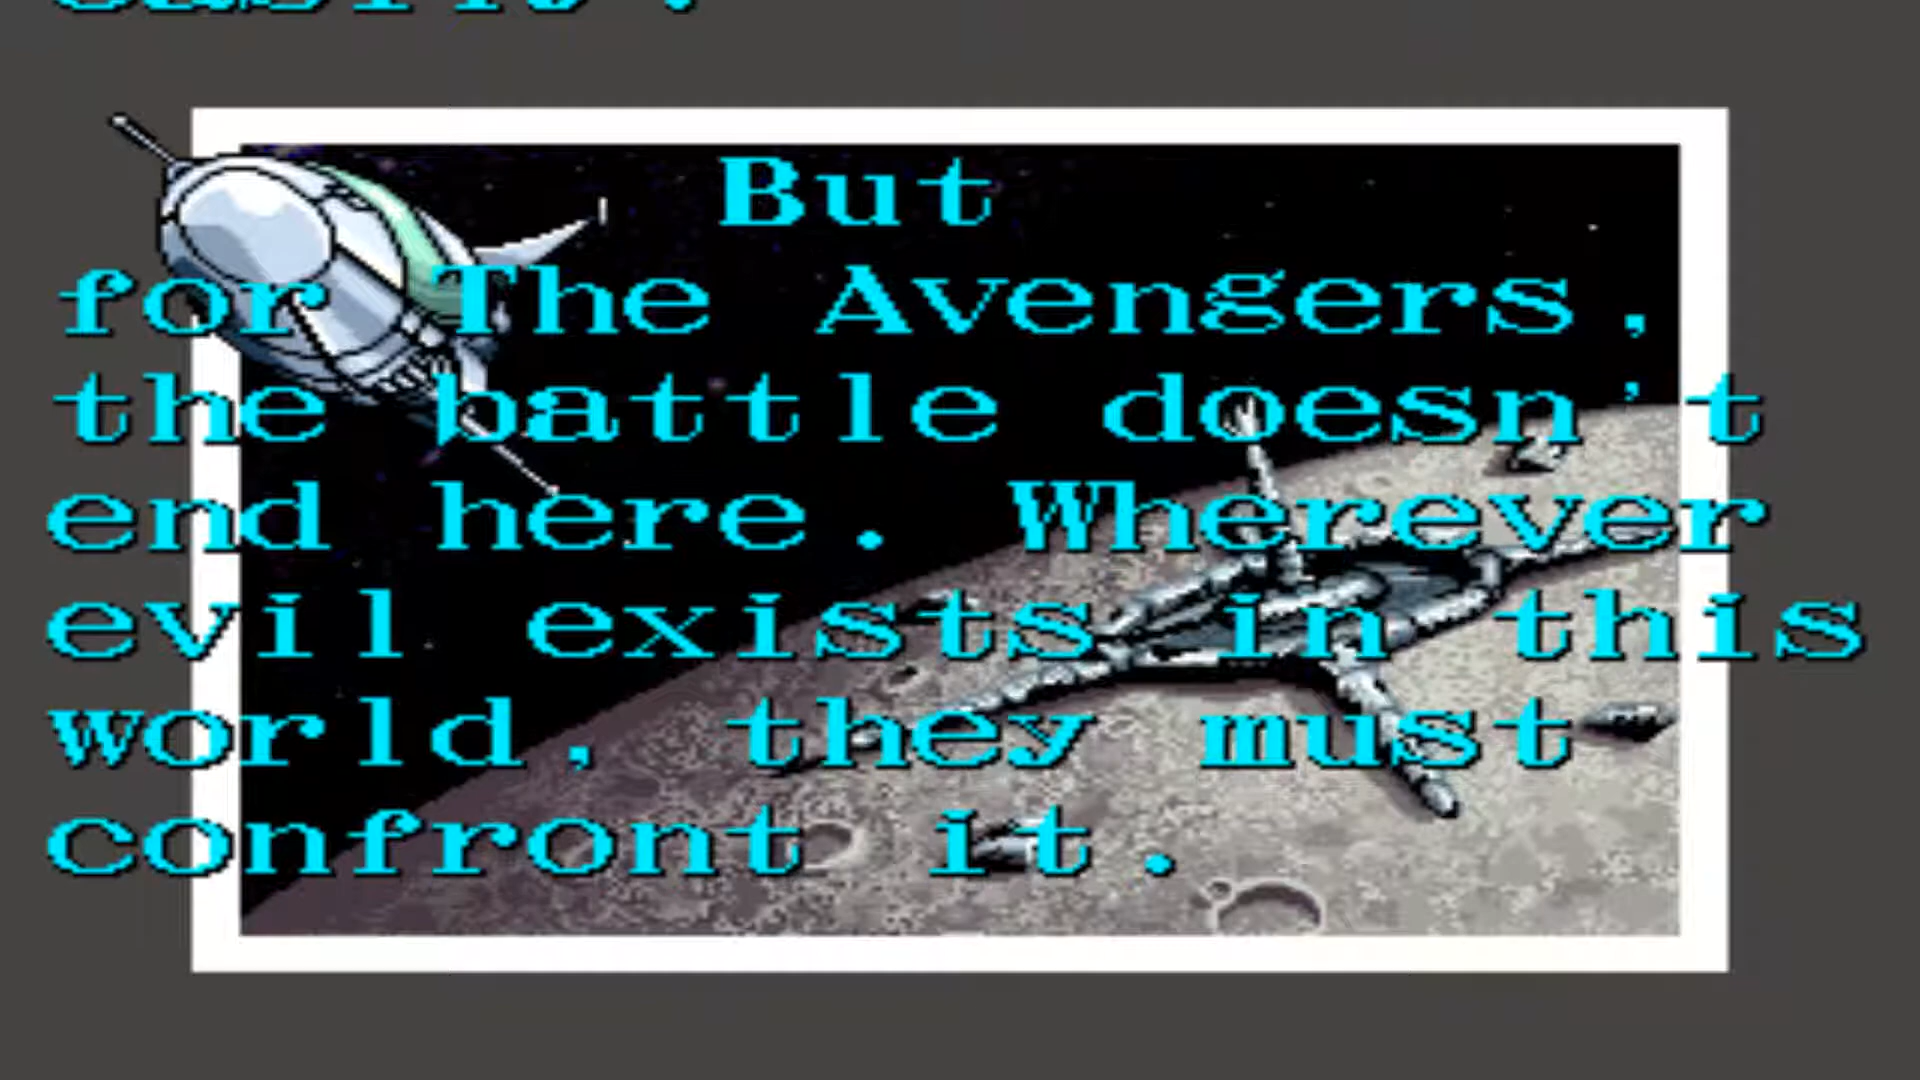 But
for The Avengers,
the battle doesn't
end here. Wherever
evil exists in this
world, they must
confront it.